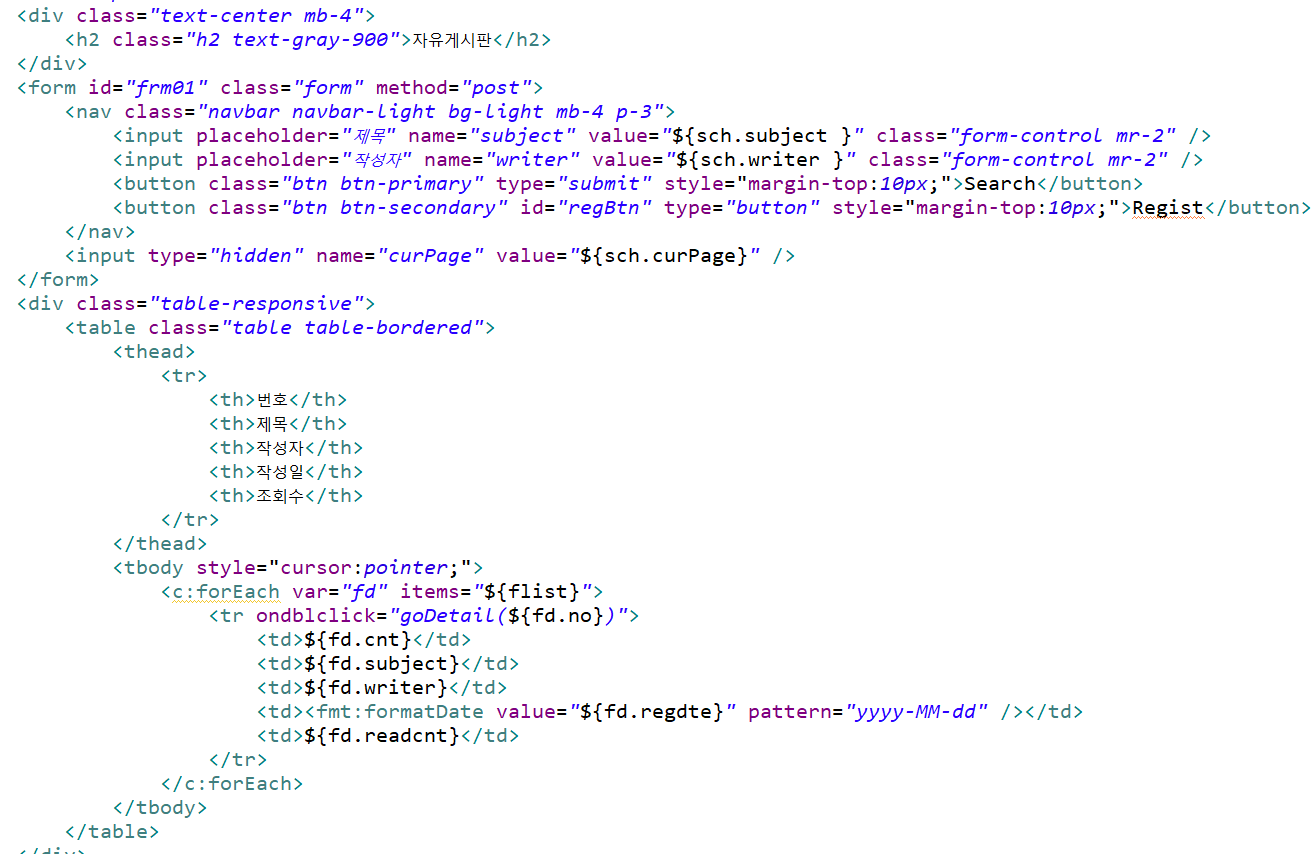 <div class="text-center mb-4">
<h2 class="h2 text-gray-900">자유게시판</h2>
</div>
<form id="frm01" class="form" method="post">
<nav class="navbar navbar-light bg-light mb-4 p-3">
<input placeholder="제목" name="subject" value="${sch.subject }" class="form-control mr-2" />
<input placeholder="작성자" name="writer" value="${sch.writer }" class="form-control mr-2" />
<button class="btn btn-primary" type="submit" style="margin-top:10px;">Search</button>
<button class="btn btn-secondary" id="regBtn" type="button" style="margin-top:10px;">Regist</button>
</nav>
<input type="hidden" name="curPage" value="${sch.curPage}" />
</form>
<div class="table-responsive">
<table class="table table-bordered">
<thead>
<tr>
<th>번호</th>
<th>제목</th>
<th>작성자</th>
<th>작성일</th>
<th>조회수</th>
</tr>
</thead>
<tbody style="cursor:pointer;">
<c:forEach var="fd" items="${flist}">
<tr ondblclick="goDetail(${fd.no})">
<td>${fd.cnt}</td>
<td>${fd.subject}</td>
<td>${fd.writer}</td>
<td><fmt:formatDate value="${fd.regdte}" pattern="yyyy-MM-dd" /></td>
<td>${fd.readcnt}</td>
</tr>
</c:forEach>
</tbody>
</table>
</div>